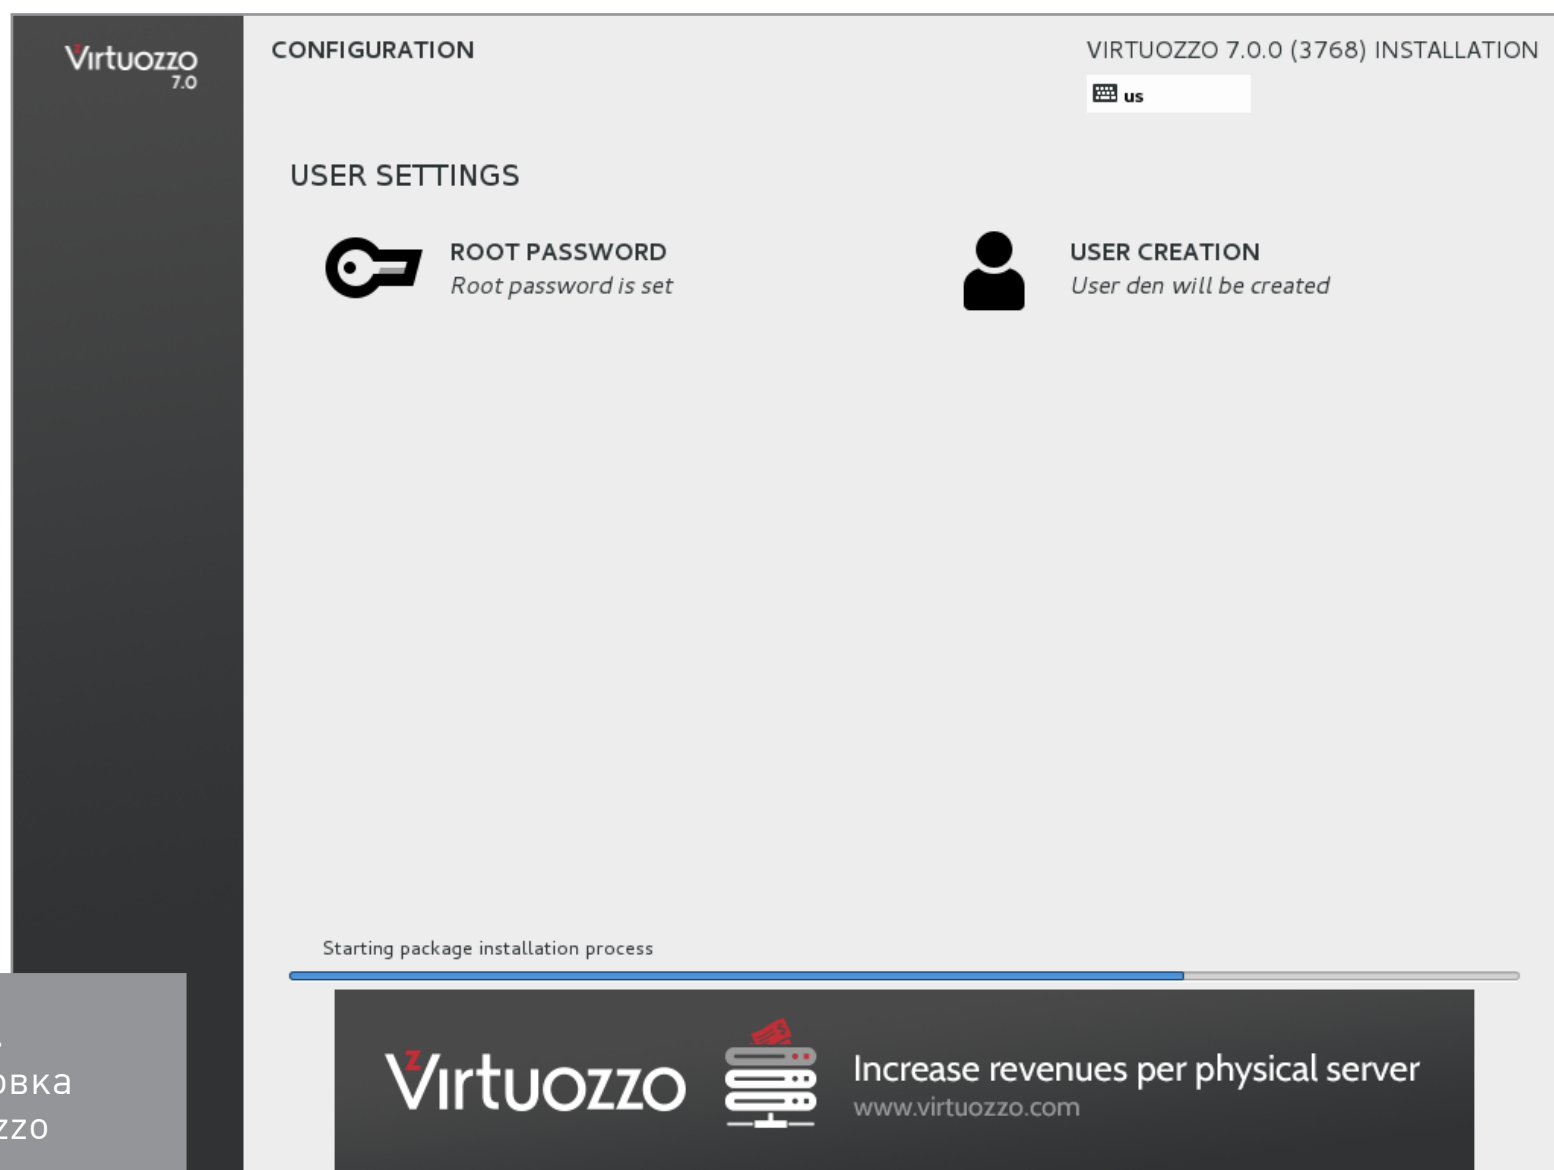 Virtuozzo
7.0
CONFIGURATION
VIRTUOZZO 7.0.0 (3768) INSTALLATION
us
USER SETTINGS
ROOT PASSWORD
Root password is set
USER CREATION
User den will be created
Starting package installation process
Virtuozzo
Increase revenues per physical server
www.virtuozzo.com